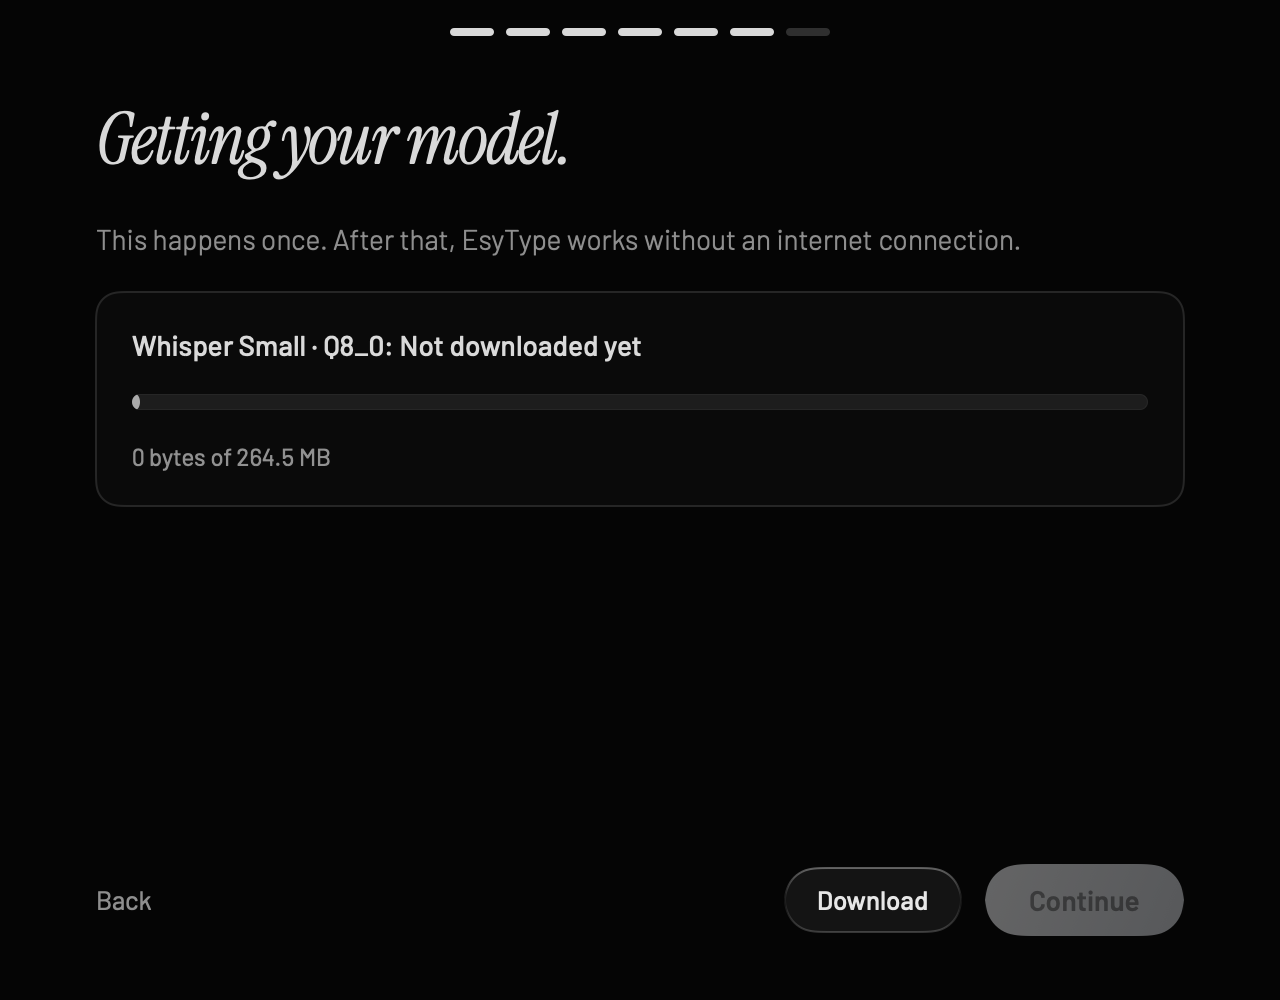 Getting your model.
This happens once. After that, EsyType works without an internet connection.
Whisper Small · Q8_0: Not downloaded yet
0 bytes of 264.5 MB
Back
Download
Continue